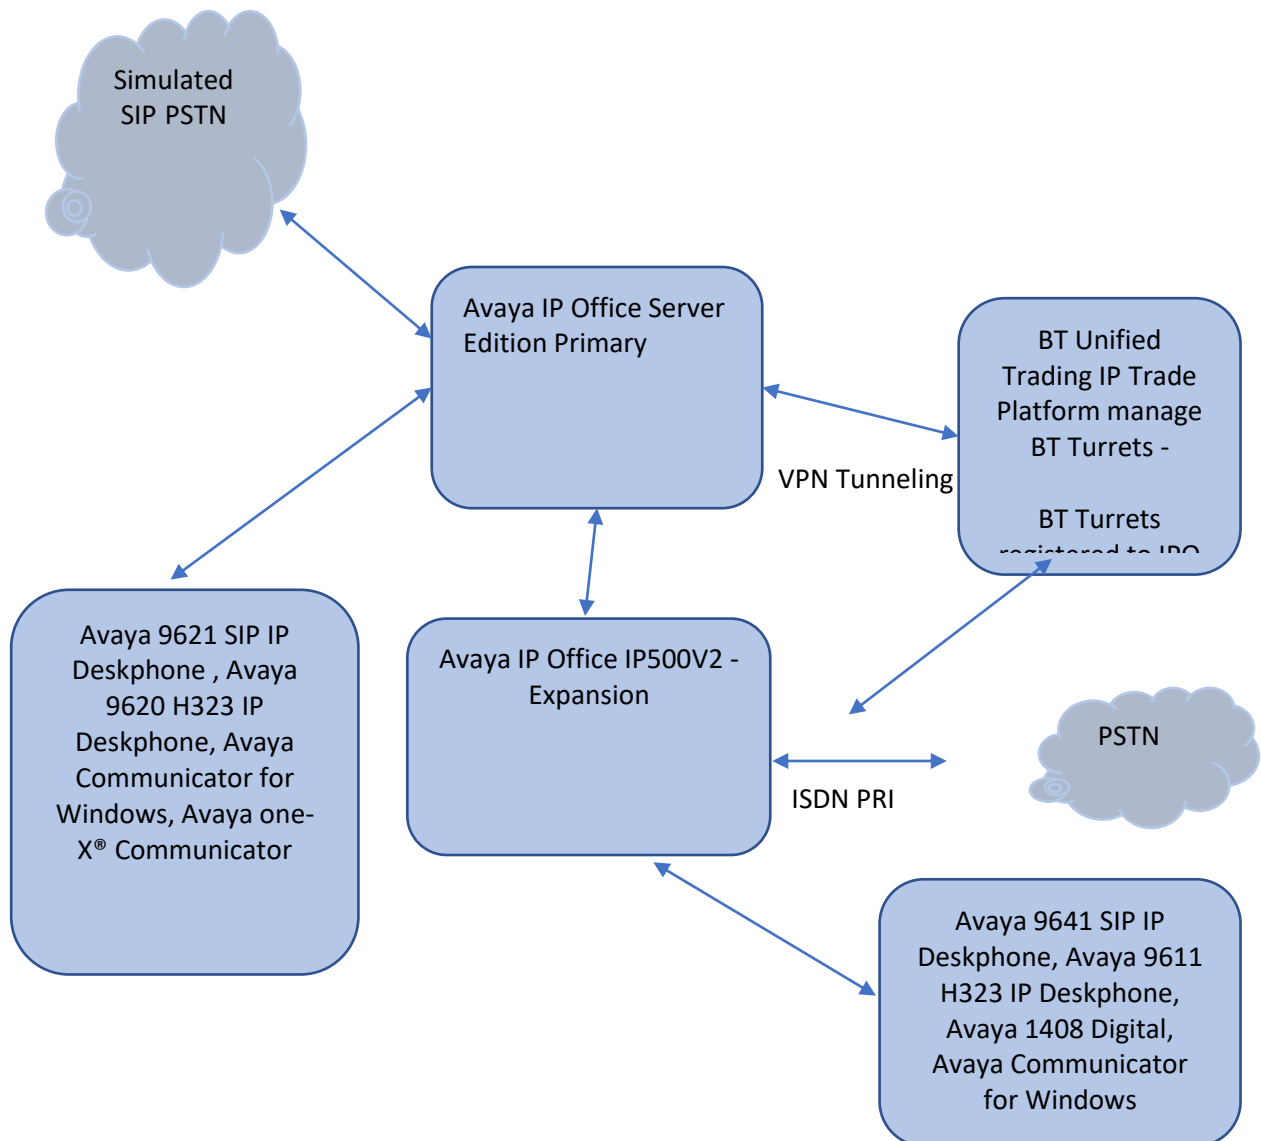 Simulated
SIP PSTN
Avaya IP Office Server
Edition Primary
BT Unified
Trading IP Trade
Platform manage
BT Turrets -
BT Turrets
registered to IPO
VPN Tunneling
Avaya 9621 SIP IP
Deskphone , Avaya
9620 H323 IP
Deskphone, Avaya
Communicator for
Windows, Avaya one-
X® Communicator
Avaya IP Office IP500V2 -
Expansion
PSTN
ISDN PRI
Avaya 9641 SIP IP
Deskphone, Avaya 9611
H323 IP Deskphone,
Avaya 1408 Digital,
Avaya Communicator
for Windows